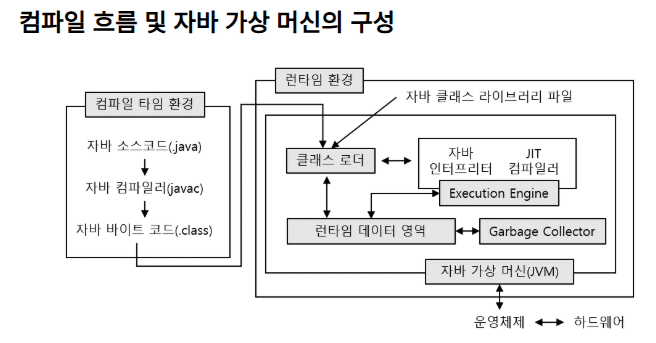 컴파일 흐름 및 자바 가상 머신의 구성
런타임 환경
컴파일 타임 환경
자바 클래스 라이브러리 파일
자바 소스코드(.java)
자바 컴파일러(javac)
자바 바이트 코드(.class)
클래스 로더
자바
인터프리터
JIT
컴파일러
Execution Engine
런타임 데이터 영역
Garbage Collector
자바 가상 머신(JVM)
운영체제
하드웨어